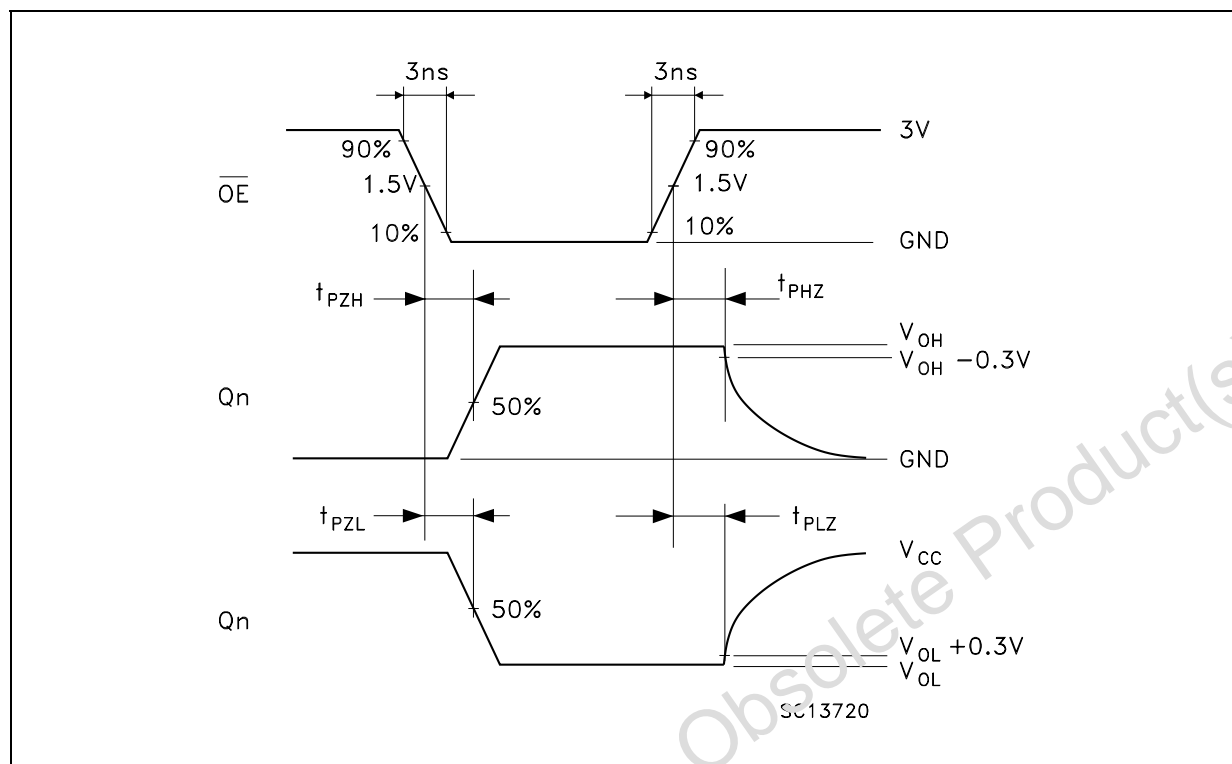 3ns 3ns
3V
90% 90%
OE 1.5V 1.5V
10% 10%
GND
tPZH tPHZ
VOH
VOH -0.3V
Qn 50%
GND
tPZL tPLZ
VCC
Qn 50%
VOL +0.3V
VOL
SC13720
Obsolete Product(s